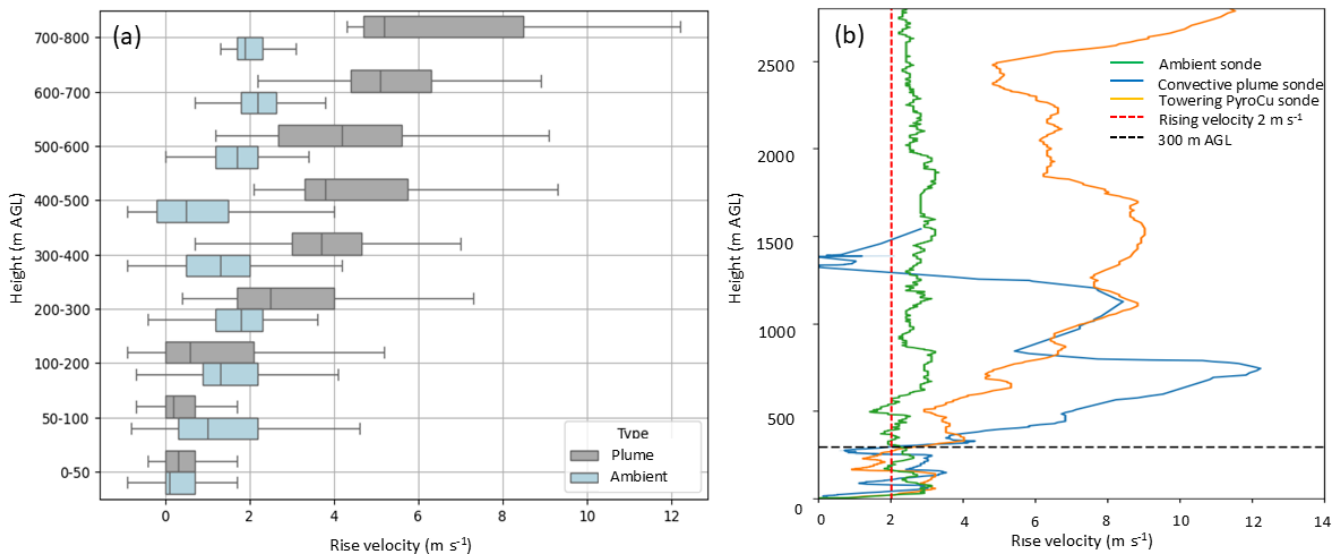 (a)
Height (m AGL)
700-800
600-700
500-600
400-500
300-400
200-300
100-200
50-100
0-50
Type
Plume
Ambient
0 2 4 6 8 10 12
Rise velocity (m s⁻¹)
(b)
Height (m AGL)
2500
2000
1500
1000
500
0
Ambient sonde
Convective plume sonde
Towering PyroCu sonde
Rising velocity 2 m s⁻¹
300 m AGL
0 2 4 6 8 10 12 14
Rise velocity (m s⁻¹)